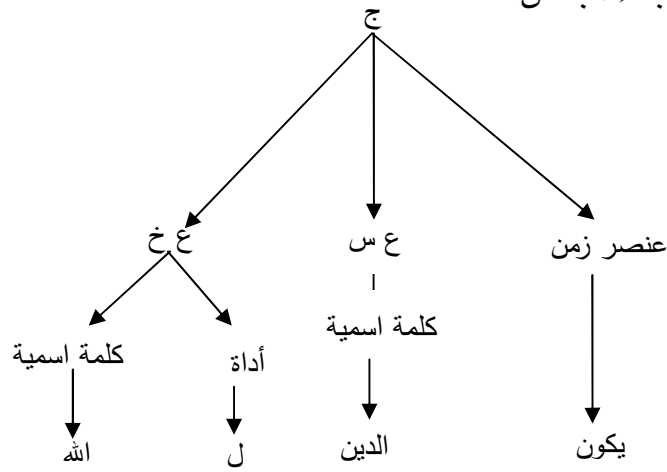 ج
عنصر زمن ع س ع خ
كلمة اسمية أداة كلمة اسمية
يكون الدين ل الله